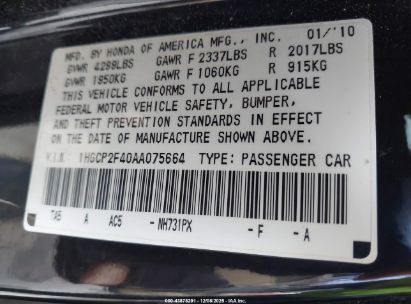 MFD. BY HONDA OF AMERICA MFG., INC. 01/'10
GVWR 4289LBS GAWR F 2337LBS R 2017LBS
GVWR 1950KG GAWR F 1060KG R 915KG
THIS VEHICLE CONFORMS TO ALL APPLICABLE
FEDERAL MOTOR VEHICLE SAFETY, BUMPER,
AND THEFT PREVENTION STANDARDS IN EFFECT
ON THE DATE OF MANUFACTURE SHOWN ABOVE.
V.I.N. 1HGCP2F40AA075664 TYPE: PASSENGER CAR
TA5 A AC5 - NH731PX - F - A